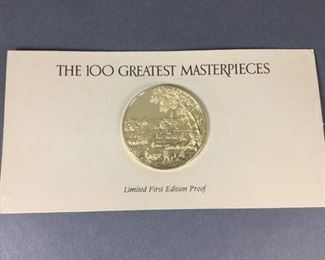 THE 100 GREATEST MASTERPIECES
Limited First Edition Proof